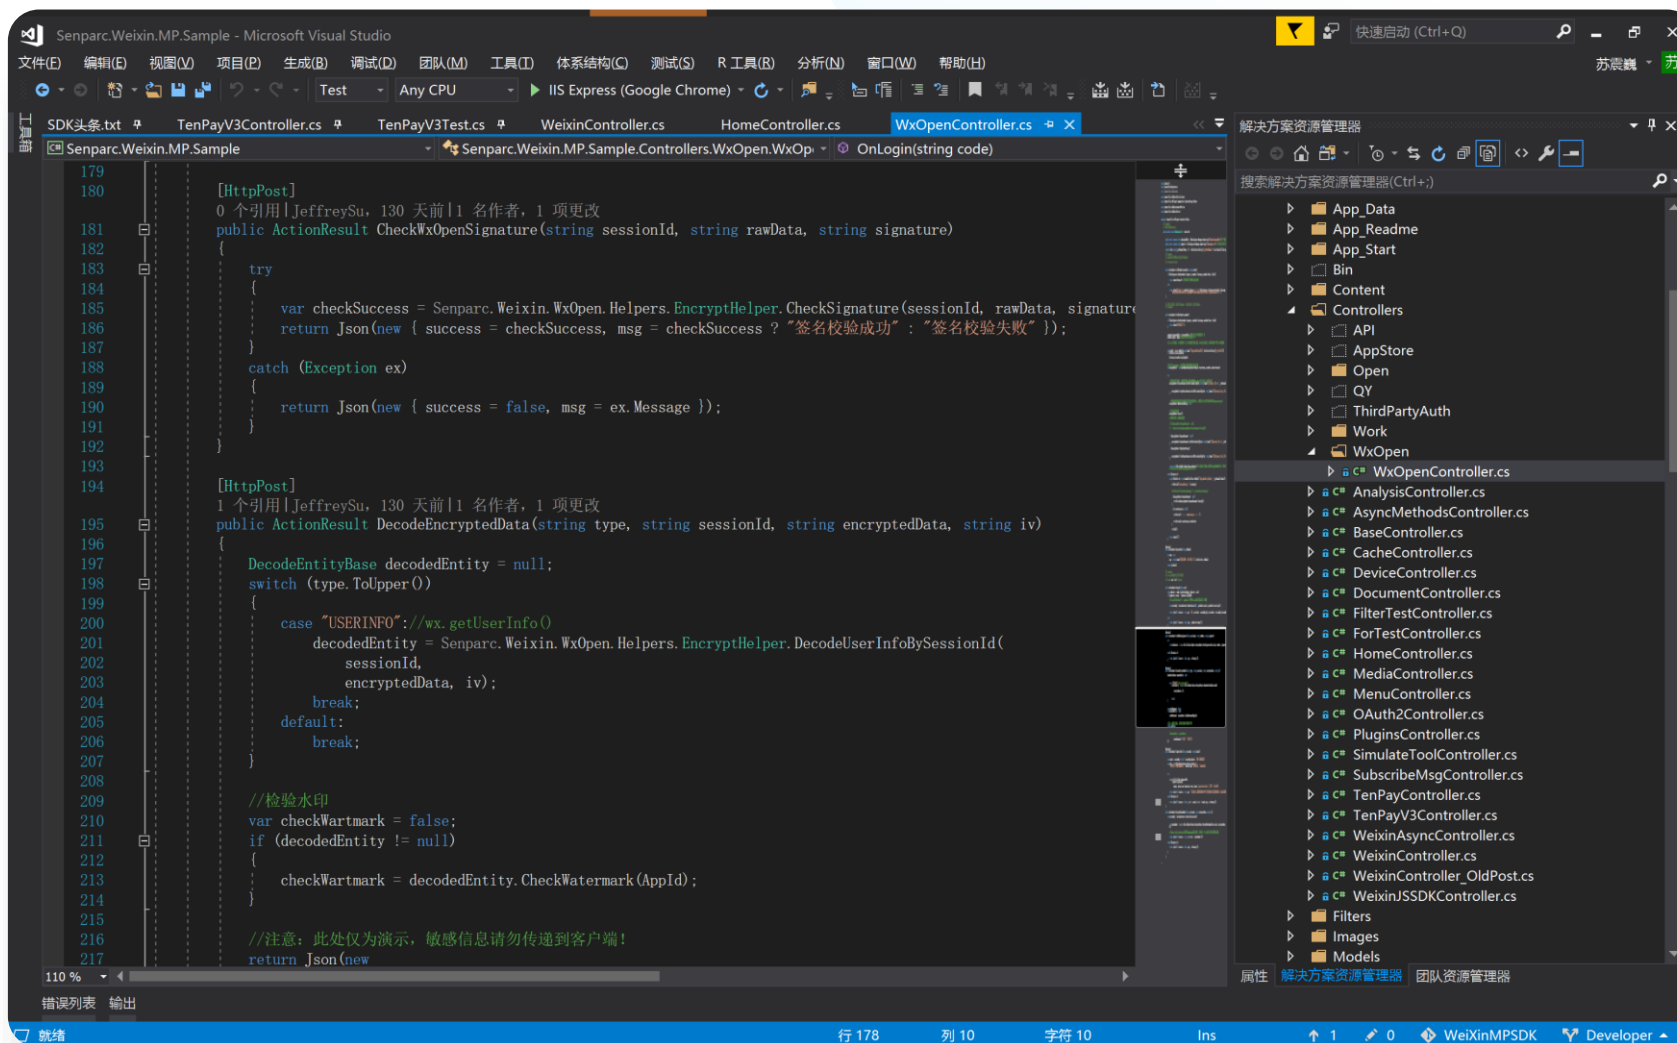 Senparc.Weixin.MP.Sample - Microsoft Visual Studio
快速启动 (Ctrl+Q)
文件(F) 编辑(E) 视图(V) 项目(P) 生成(B) 调试(D) 团队(M) 工具(T) 体系结构(C) 测试(S) R 工具(R) 分析(N) 窗口(W) 帮助(H)
苏震巍 苏
Test Any CPU IIS Express (Google Chrome)
工具箱
SDK头条.txt TenPayV3Controller.cs TenPayV3Test.cs WeixinController.cs HomeController.cs WxOpenController.cs
Senparc.Weixin.MP.Sample Senparc.Weixin.MP.Sample.Controllers.WxOpen.WxOp OnLogin(string code)
179
180 [HttpPost]
0 个引用|JeffreySu，130 天前|1 名作者，1 项更改
181 public ActionResult CheckWxOpenSignature(string sessionId, string rawData, string signature)
182 {
183 try
184 {
185 var checkSuccess = Senparc.Weixin.WxOpen.Helpers.EncryptHelper.CheckSignature(sessionId, rawData, signature
186 return Json(new { success = checkSuccess, msg = checkSuccess ? "签名校验成功" : "签名校验失败" });
187 }
188 catch (Exception ex)
189 {
190 return Json(new { success = false, msg = ex.Message });
191 }
192 }
193
194 [HttpPost]
1 个引用|JeffreySu，130 天前|1 名作者，1 项更改
195 public ActionResult DecodeEncryptedData(string type, string sessionId, string encryptedData, string iv)
196 {
197 DecodeEntityBase decodedEntity = null;
198 switch (type.ToUpper())
199 {
200 case "USERINFO"://wx.getUserInfo()
201 decodedEntity = Senparc.Weixin.WxOpen.Helpers.EncryptHelper.DecodeUserInfoBySessionId(
202 sessionId,
203 encryptedData, iv);
204 break;
205 default:
206 break;
207 }
208
209 //检验水印
210 var checkWartmark = false;
211 if (decodedEntity != null)
212 {
213 checkWartmark = decodedEntity.CheckWatermark(AppId);
214 }
215
216 //注意：此处仅为演示，敏感信息请勿传递到客户端！
217 return Json(new
110 %
错误列表 输出
解决方案资源管理器
搜索解决方案资源管理器(Ctrl+;)
App_Data
App_Readme
App_Start
Bin
Content
Controllers
API
AppStore
Open
QY
ThirdPartyAuth
Work
WxOpen
C# WxOpenController.cs
C# AnalysisController.cs
C# AsyncMethodsController.cs
C# BaseController.cs
C# CacheController.cs
C# DeviceController.cs
C# DocumentController.cs
C# FilterTestController.cs
C# ForTestController.cs
C# HomeController.cs
C# MediaController.cs
C# MenuController.cs
C# OAuth2Controller.cs
C# PluginsController.cs
C# SimulateToolController.cs
C# SubscribeMsgController.cs
C# TenPayController.cs
C# TenPayV3Controller.cs
C# WeixinAsyncController.cs
C# WeixinController.cs
C# WeixinController_OldPost.cs
C# WeixinJSSDKController.cs
Filters
Images
Models
属性 解决方案资源管理器 团队资源管理器
就绪 行 178 列 10 字符 10 Ins 1 0 WeiXinMPSDK Developer